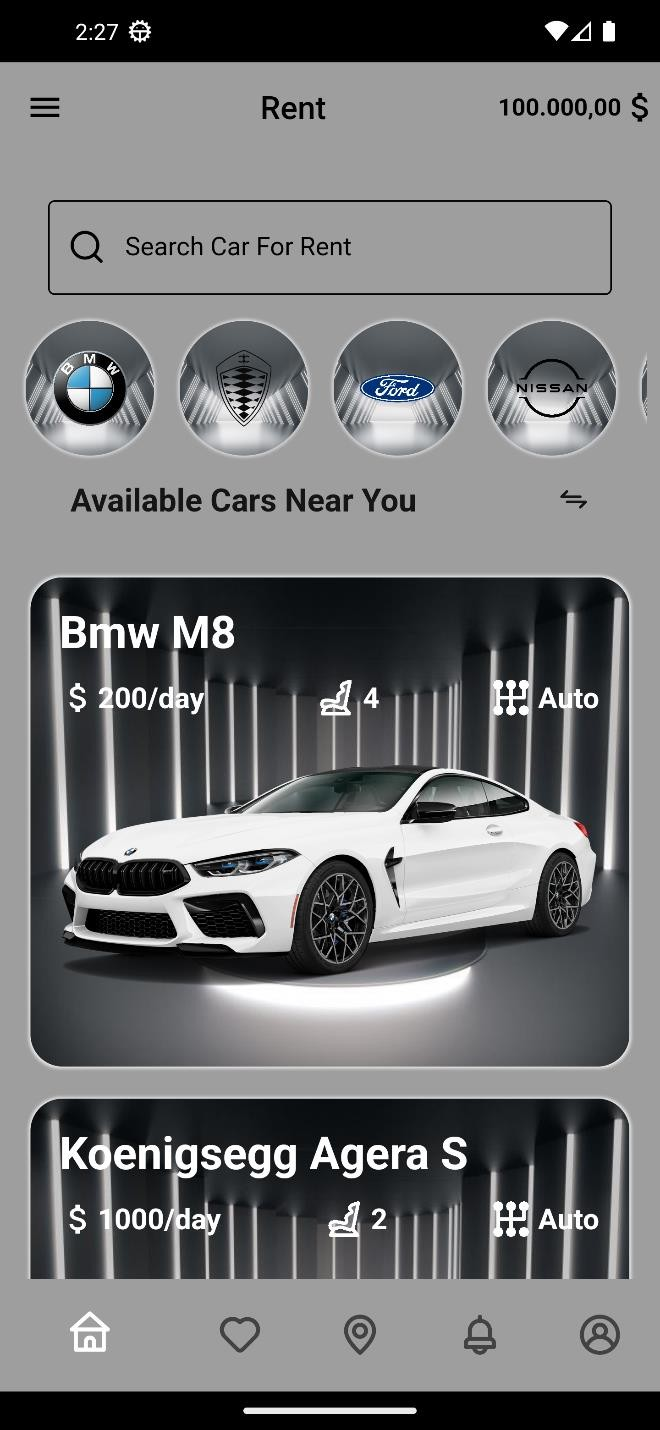 2:27
Rent
100.000,00 $
Search Car For Rent
BMW
Ford
NISSAN
Available Cars Near You
Bmw M8
$ 200/day
4
Auto
Koenigsegg Agera S
$ 1000/day
2
Auto